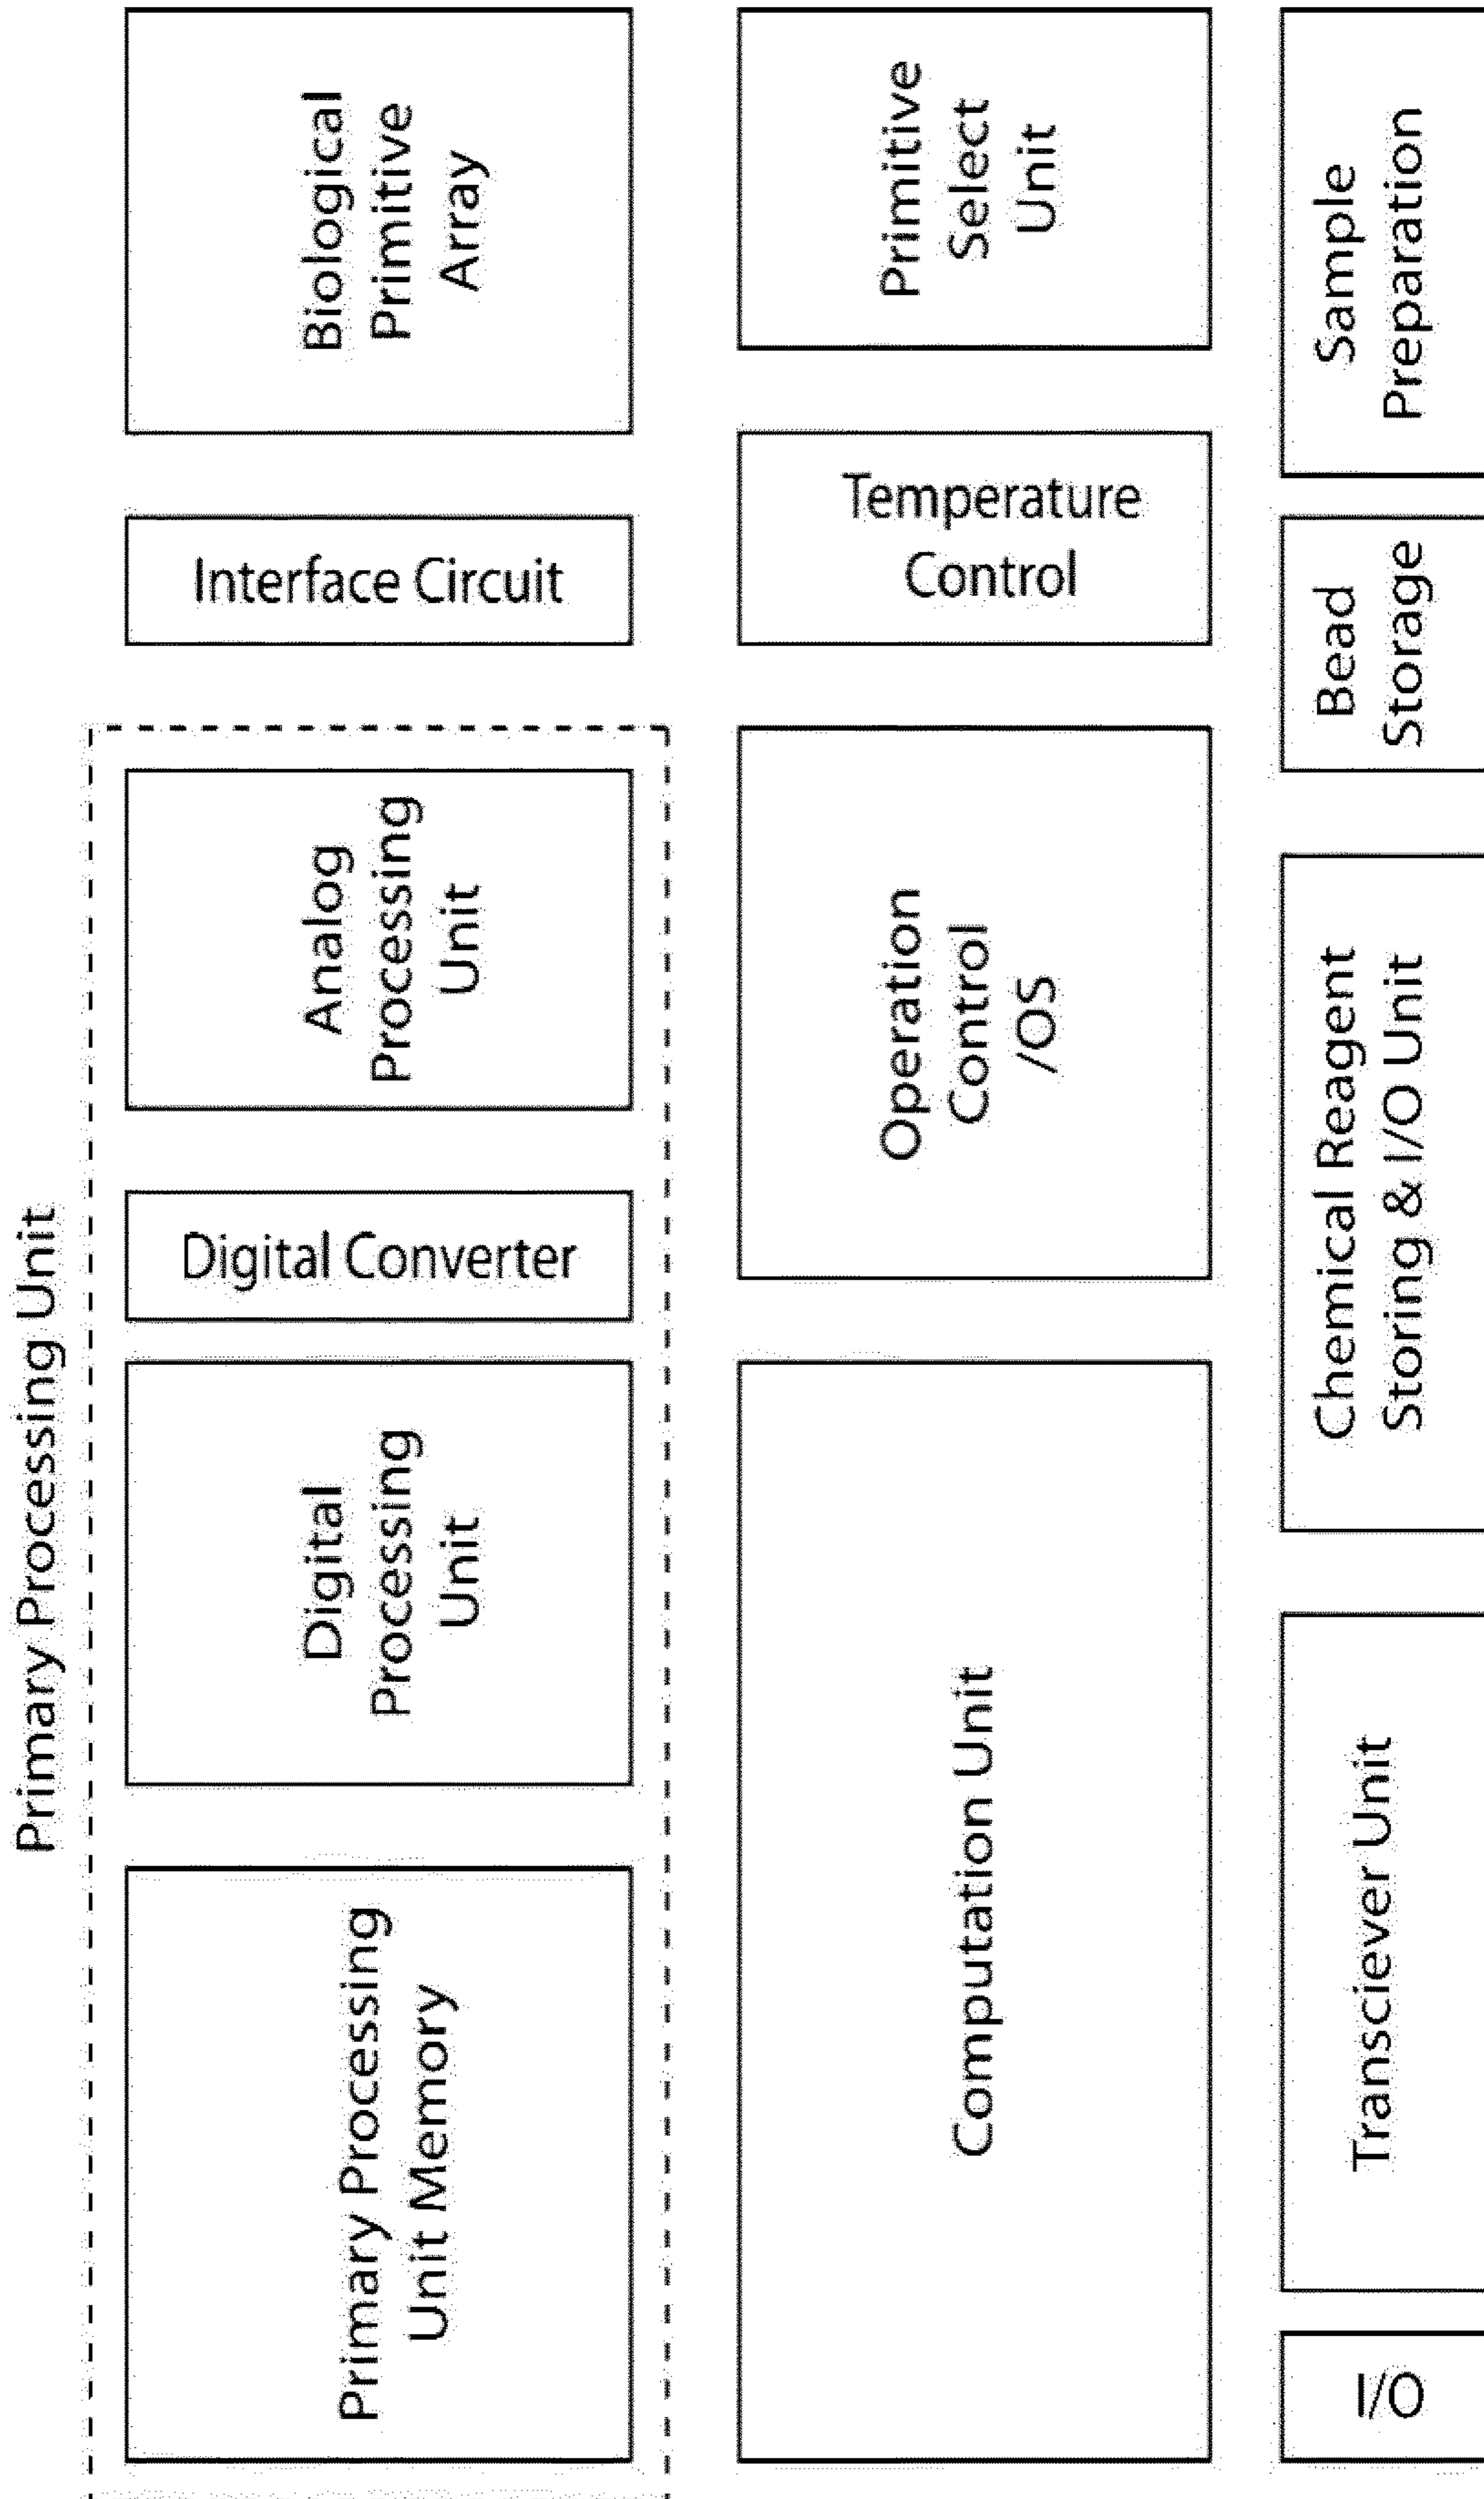 Primary Processing Unit
Primary Processing
Unit Memory
Digital
Processing
Unit
Digital Converter
Analog
Processing
Unit
Interface Circuit
Biological
Primitive
Array
Computation Unit
Operation
Control
/OS
Temperature
Control
Primitive
Select
Unit
I/O
Transciever Unit
Chemical Reagent
Storing & I/O Unit
Bead
Storage
Sample
Preparation